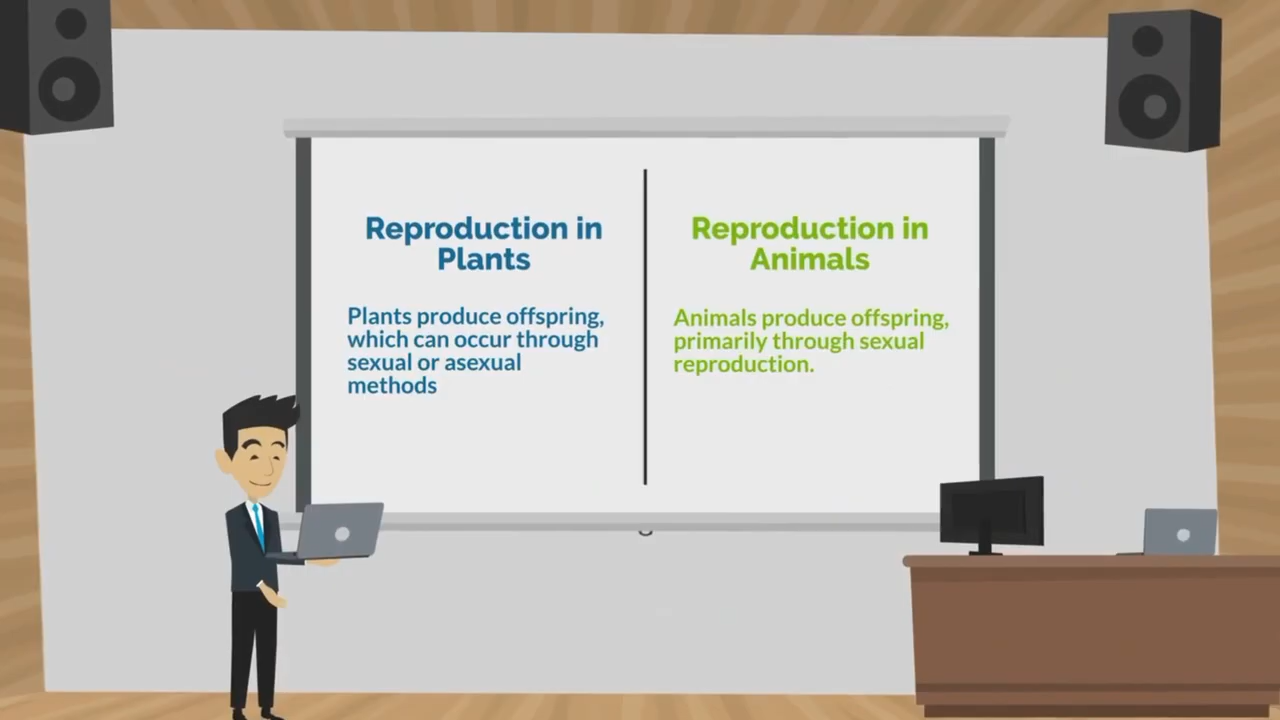 Reproduction in
Plants
Plants produce offspring,
which can occur through
sexual or asexual
methods
Reproduction in
Animals
Animals produce offspring,
primarily through sexual
reproduction.